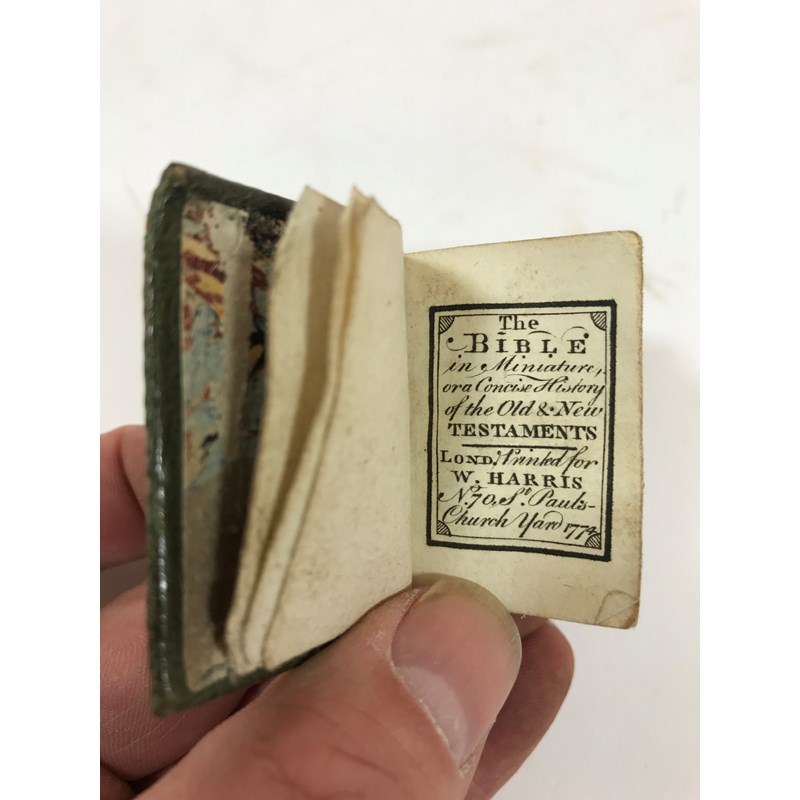 The
BIBLE
in Miniature,
or a Concise History
of the Old & New
TESTAMENTS
LOND. Printed for
W. HARRIS
No. 70, St. Pauls-
Church Yard 1774